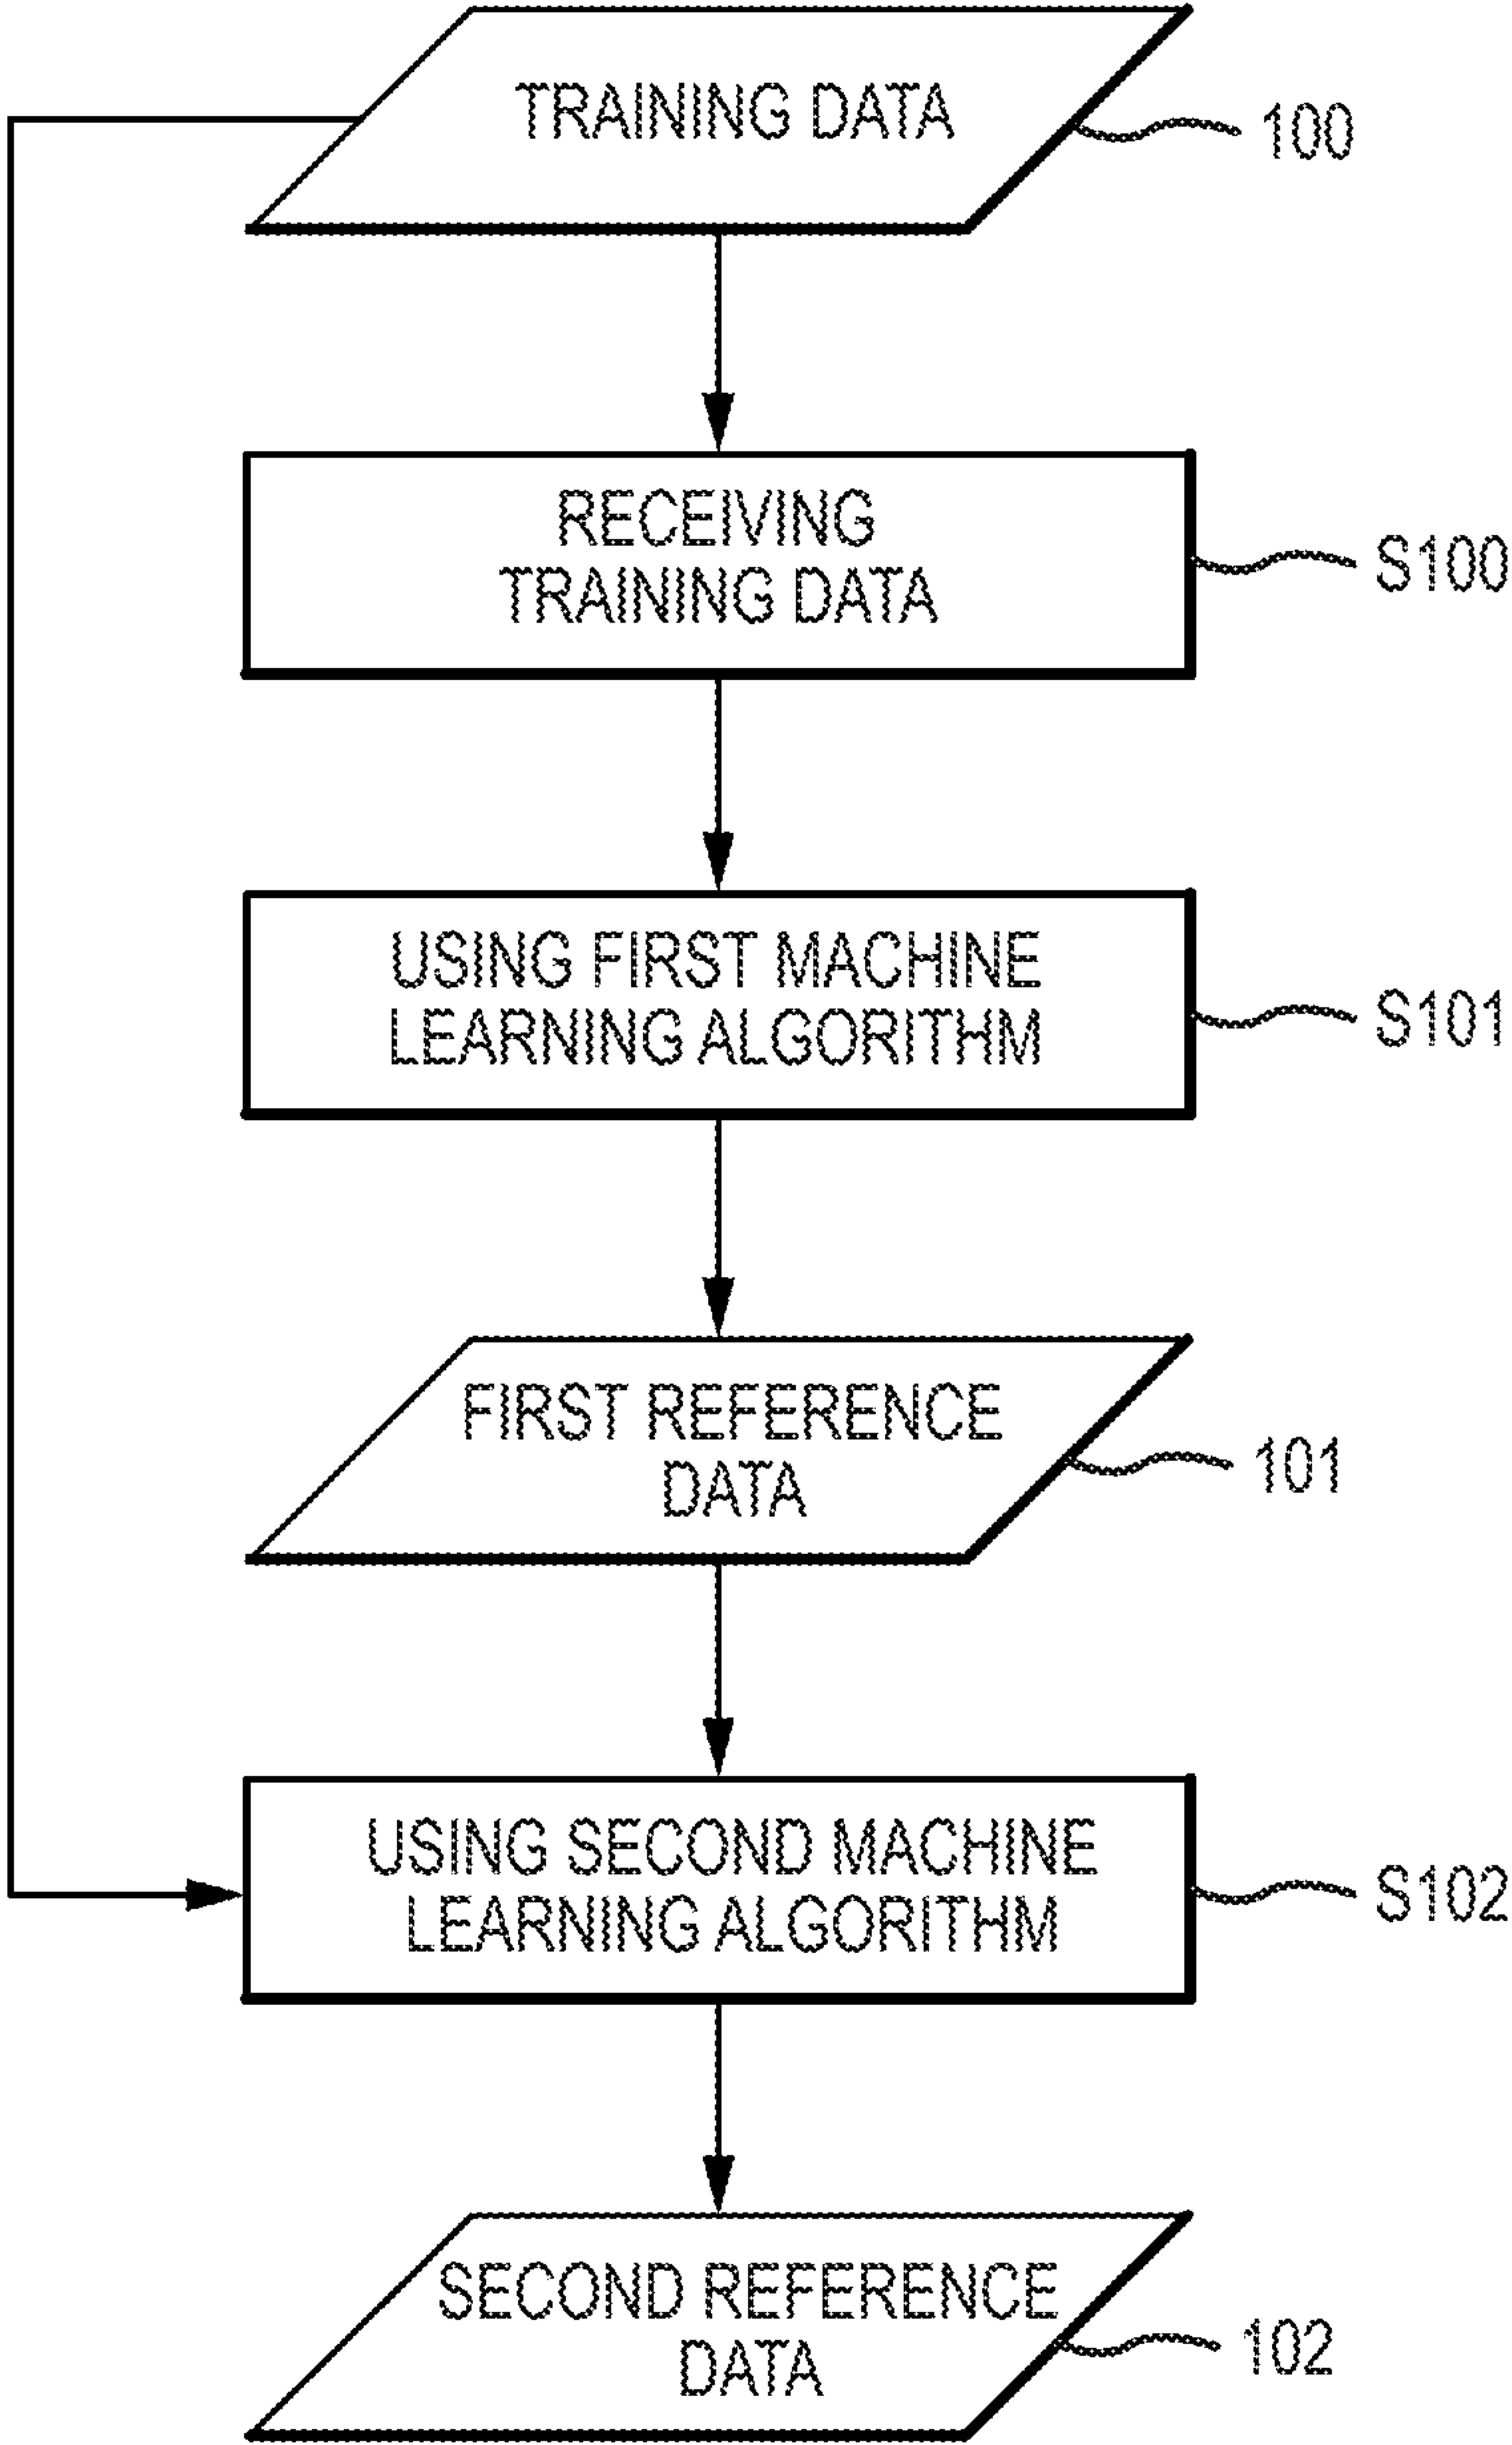 TRAINING DATA
100
RECEIVING
TRAINING DATA
S100
USING FIRST MACHINE
LEARNING ALGORITHM
S101
FIRST REFERENCE
DATA
101
USING SECOND MACHINE
LEARNING ALGORITHM
S102
SECOND REFERENCE
DATA
102